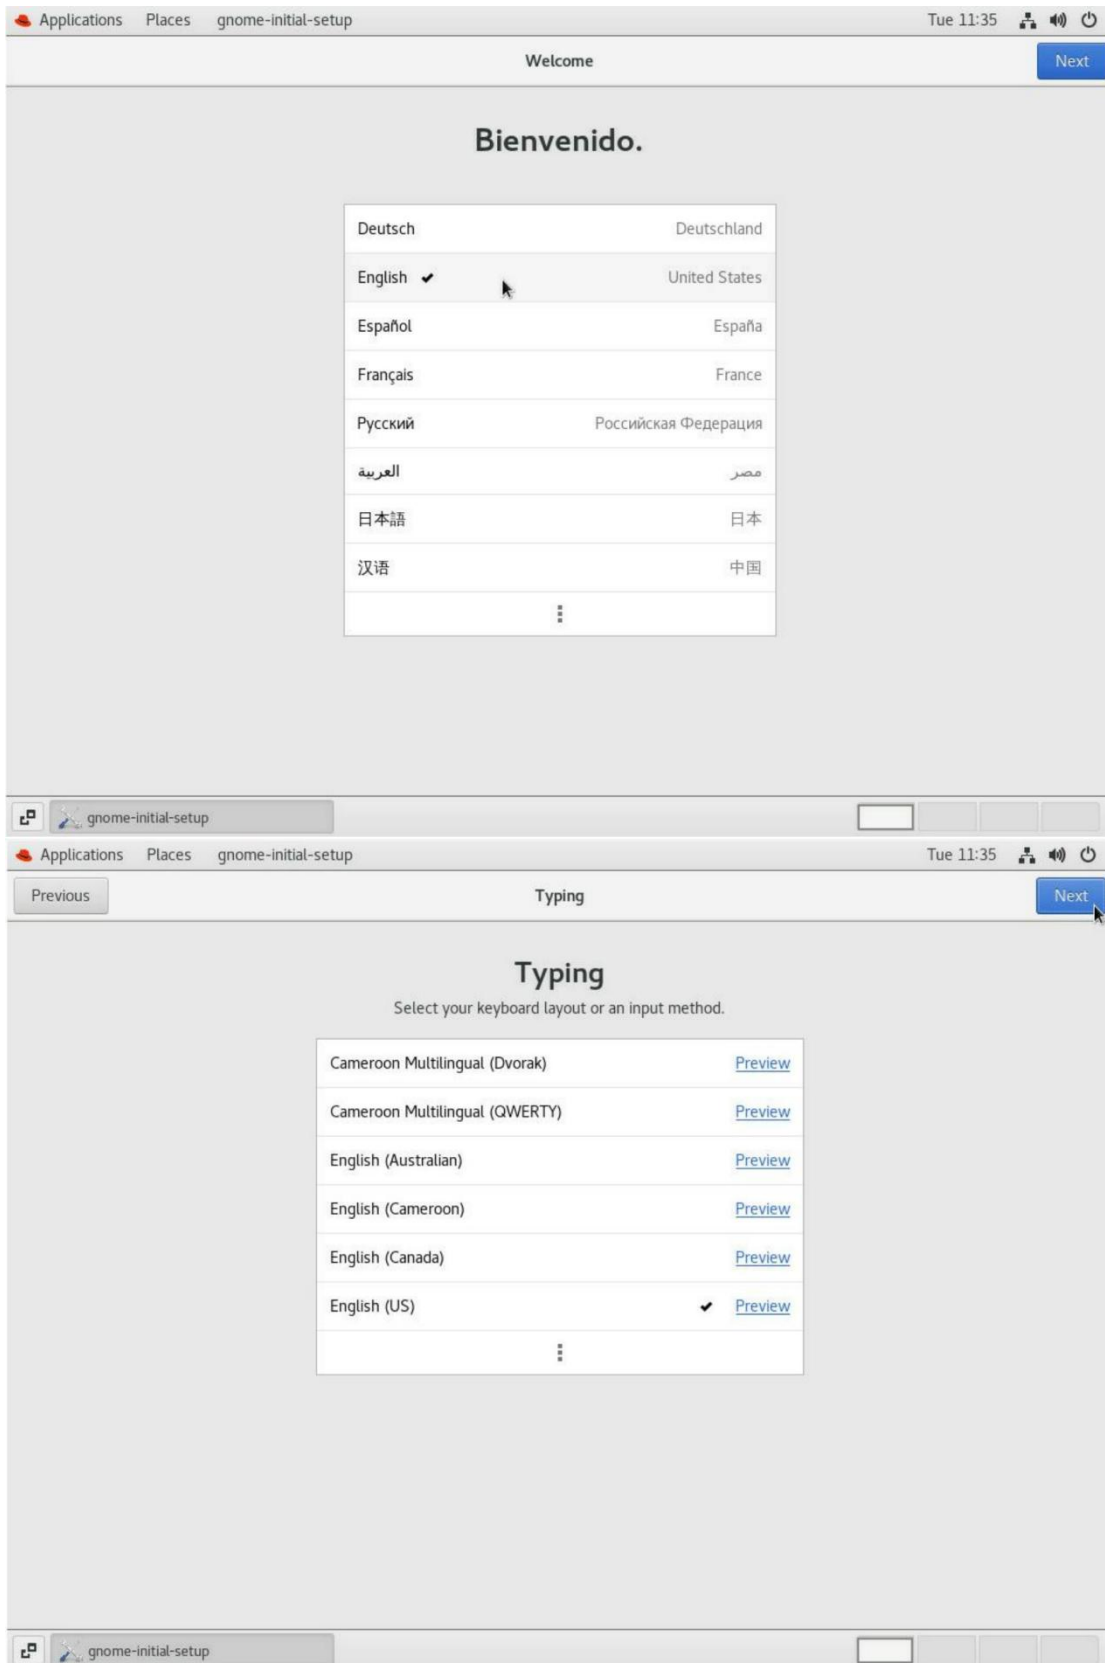 Applications Places gnome-initial-setup Tue 11:35
Welcome Next
Bienvenido.
Deutsch Deutschland
English United States
Español España
Français France
Русский Российская Федерация
العربية مصر
日本語 日本
汉语 中国
gnome-initial-setup
Applications Places gnome-initial-setup Tue 11:35
Previous Typing Next
Typing
Select your keyboard layout or an input method.
Cameroon Multilingual (Dvorak) Preview
Cameroon Multilingual (QWERTY) Preview
English (Australian) Preview
English (Cameroon) Preview
English (Canada) Preview
English (US) Preview
gnome-initial-setup